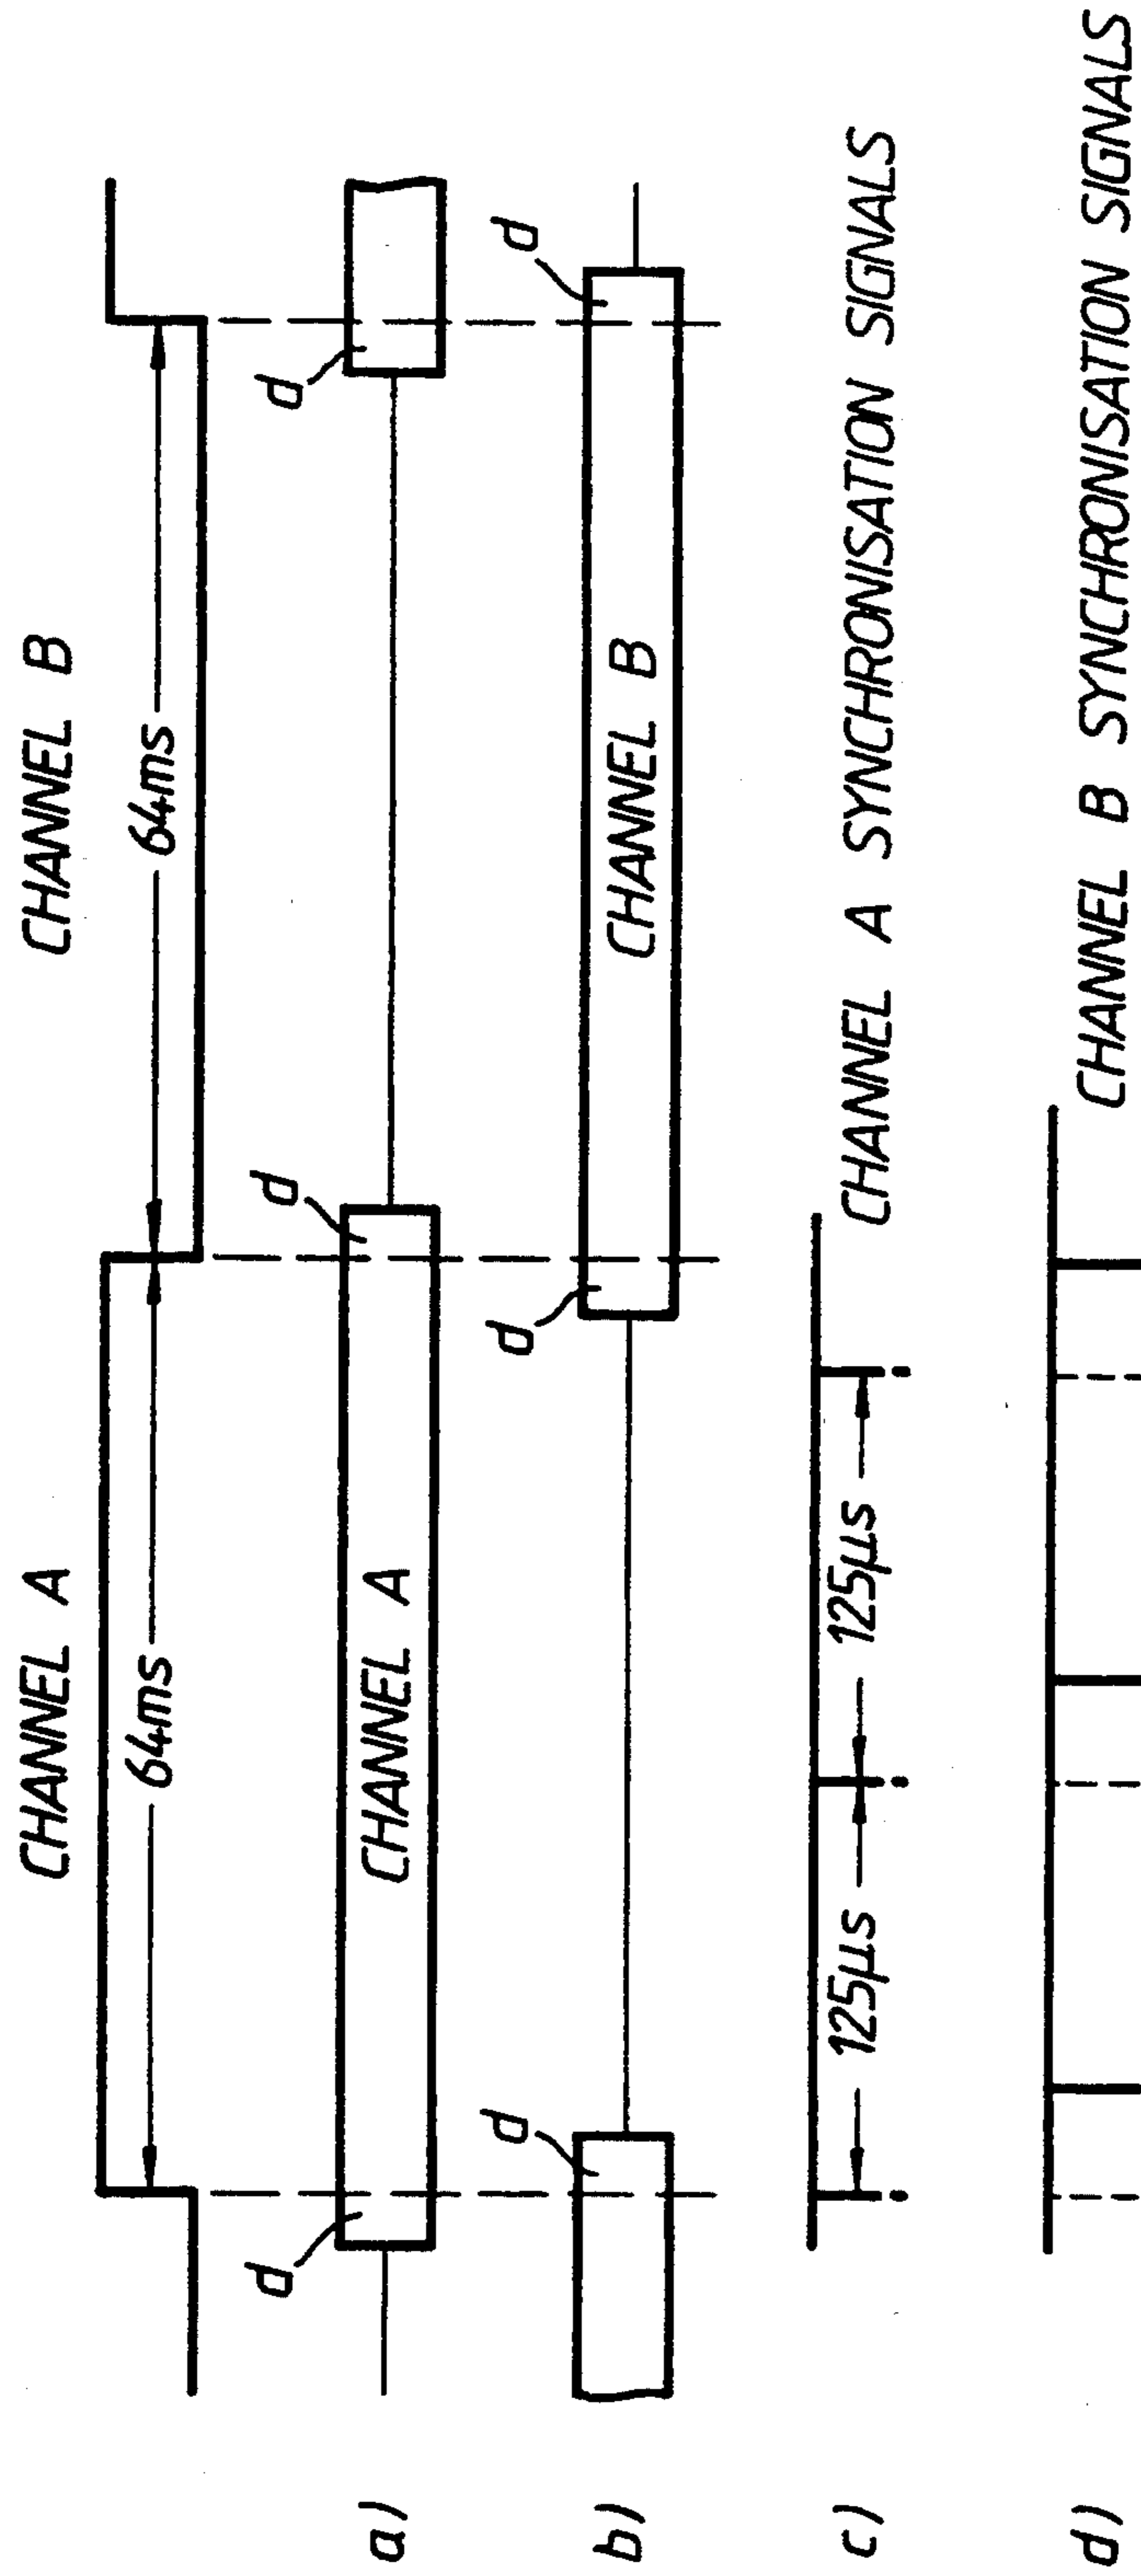 CHANNEL A
CHANNEL B
64ms
64ms
a)
d
CHANNEL A
d
d
b)
d
d
CHANNEL B
d
c)
125µs
125µs
CHANNEL A SYNCHRONISATION SIGNALS
d)
CHANNEL B SYNCHRONISATION SIGNALS